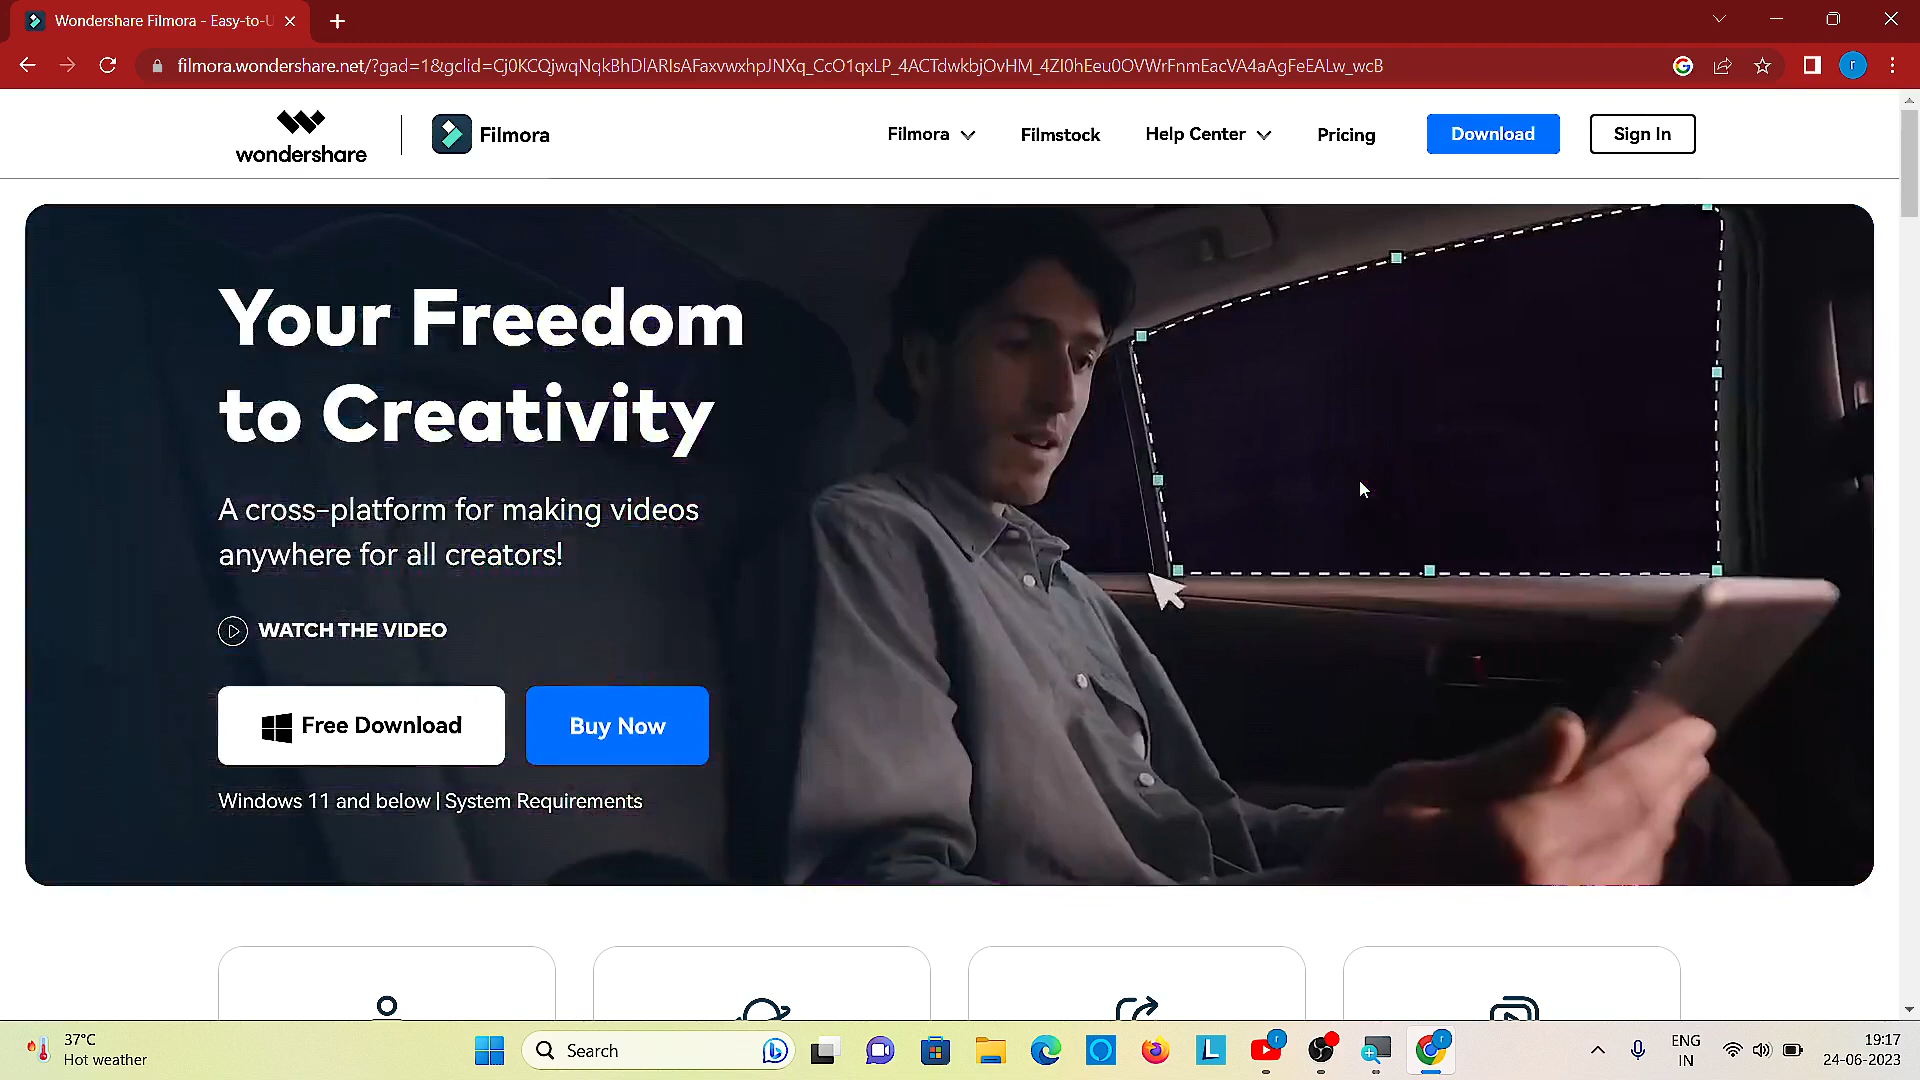 Wondershare Filmora - Easy-to-U
filmora.wondershare.net/?gad=1&gclid=Cj0KCQjwqNqkBhDlARIsAFaxvwxhpJNXq_CcO1qxLP_4ACTdwkbjOvHM_4ZI0hEeu0OVWrFnmEacVA4aAgFeEALw_wcB
r
wondershare
Filmora
Filmora
Filmstock
Help Center
Pricing
Download
Sign In
Your Freedom
to Creativity
A cross-platform for making videos
anywhere for all creators!
WATCH THE VIDEO
Free Download
Buy Now
Windows 11 and below | System Requirements
37°C
Hot weather
Search
r
L
r
ENG
IN
19:17
24-06-2023